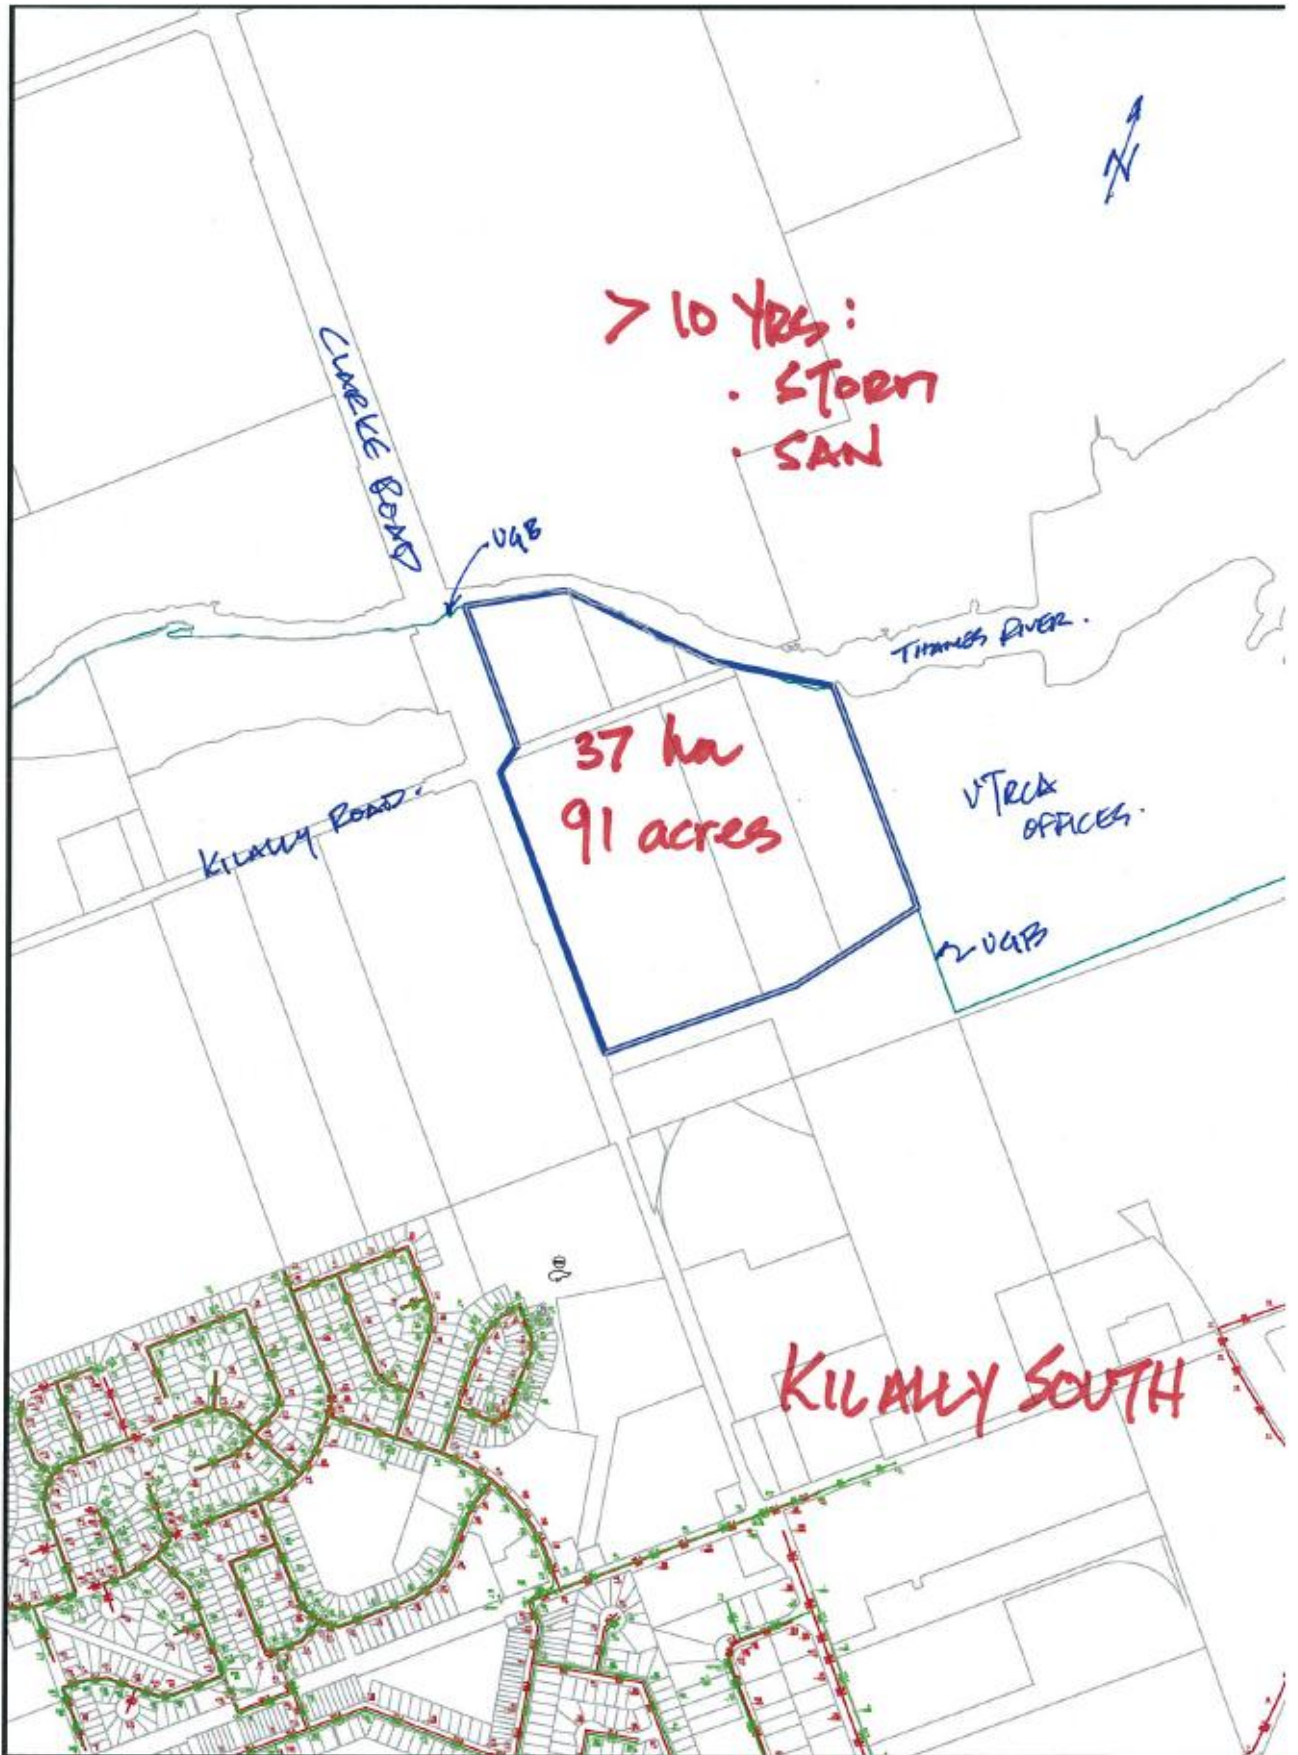 N
> 10 YRS:
. STORM
. SAN
CLARKE ROAD
UGB
THAMES RIVER.
37 ha
91 acres
UTRCA
OFFICES.
KILALLY ROAD.
UGB
KILALLY SOUTH